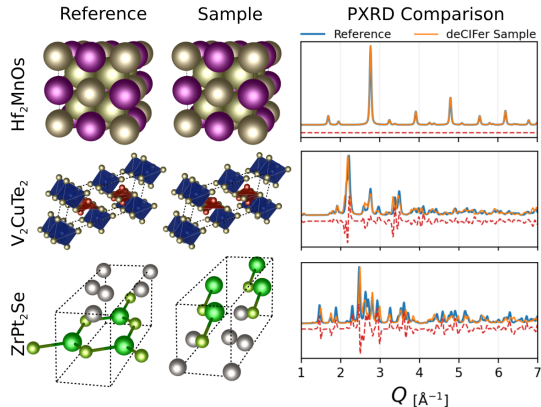 Reference
Sample
PXRD Comparison
Reference
deCIFer Sample
Hf₂MnOs
V₂CuTe₂
ZrPt₂Se
1 2 3 4 5 6 7
Q [Å⁻¹]